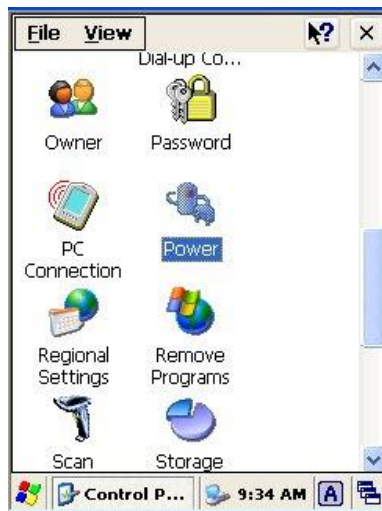 File View
?
Dial-up Co...
Owner Password
PC Connection
Power
Regional Settings
Remove Programs
Scan Storage
Control P... 9:34 AM A